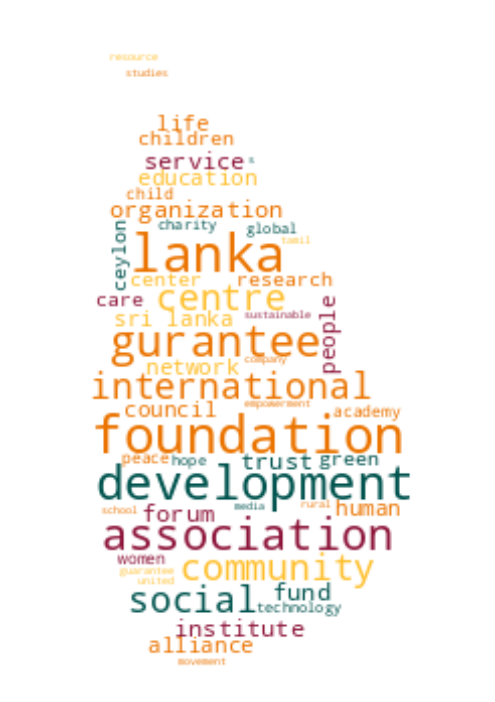 resource
studies
life
children
service s
education
child
organization
ceylon charity global
tamil
lanka
center research
care centre
sri lanka sustainable people
gurantee
network company
international
council empowerment academy
foundation
peace hope trust green
development
school forum media rural human
association
women
guarantee community
united
social fund
technology
institute
alliance
movement